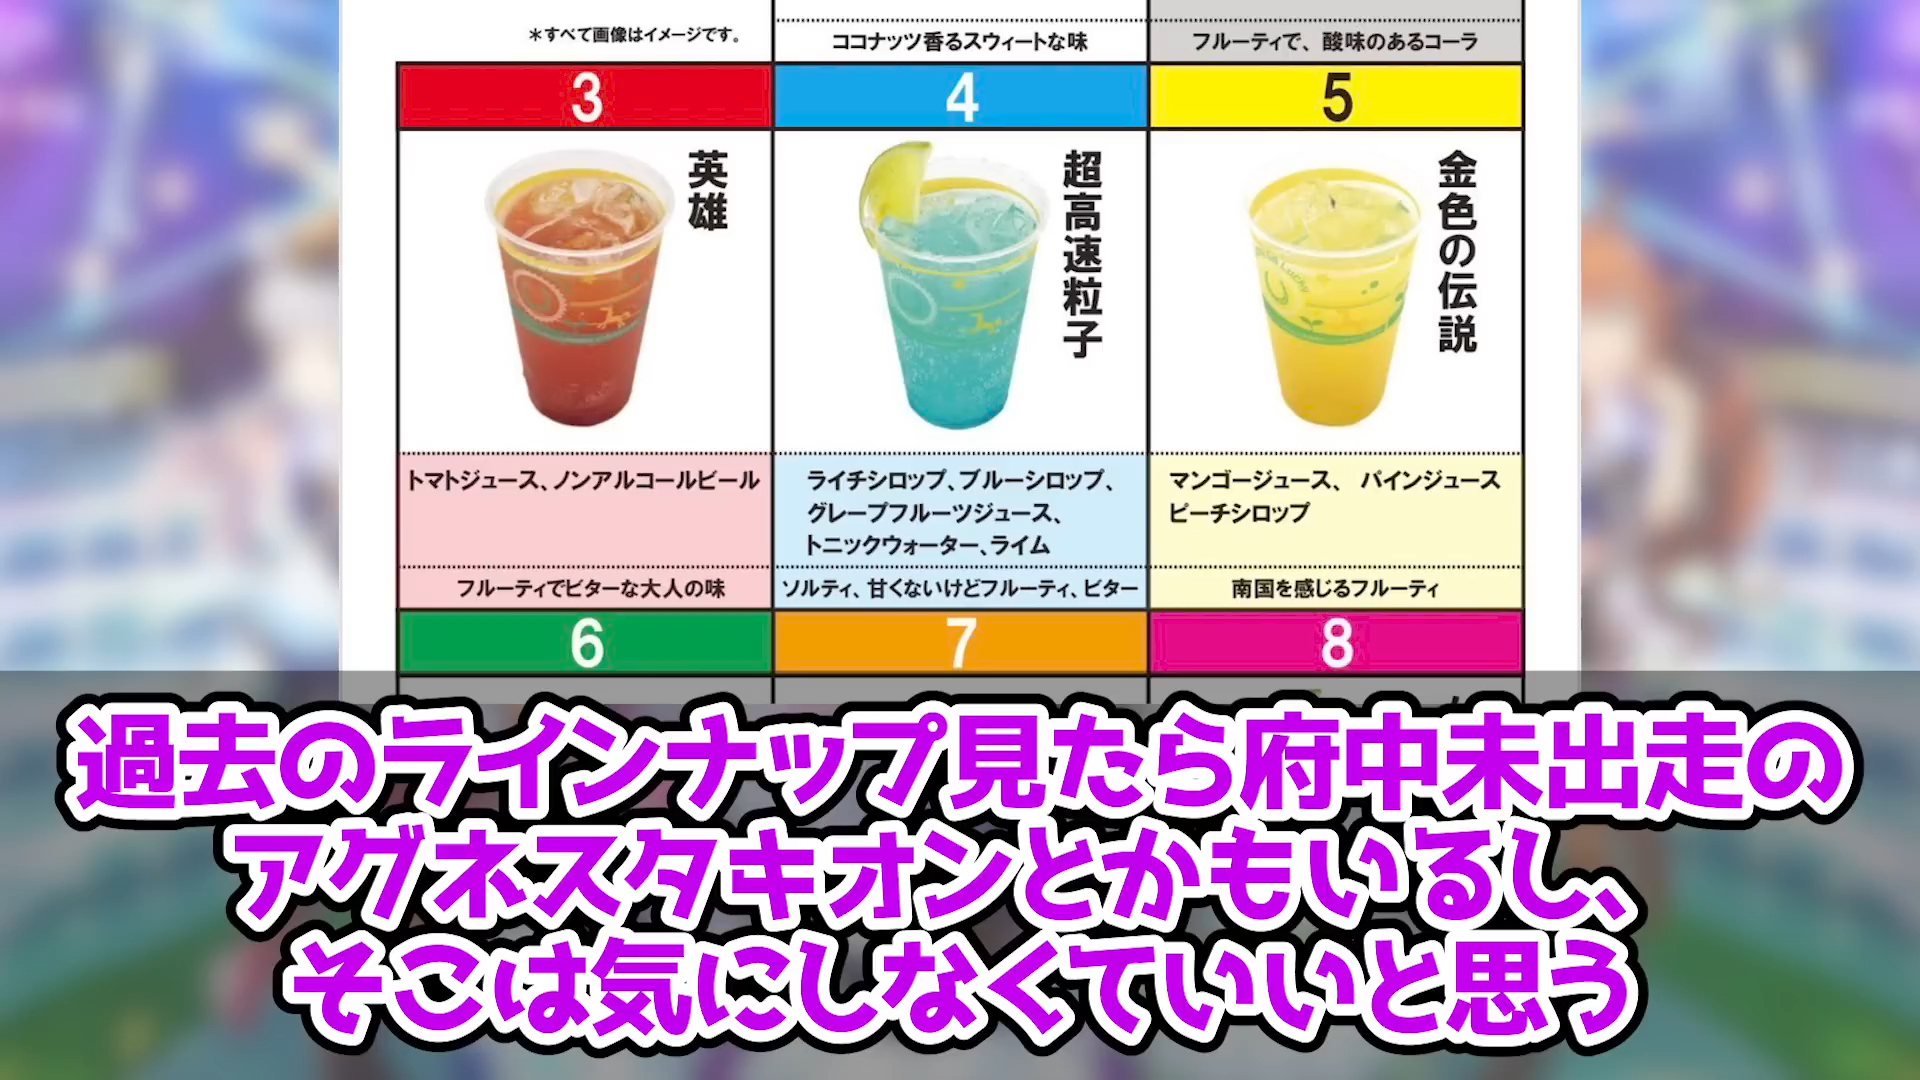 ＊すべて画像はイメージです。
ココナッツ香るスウィートな味
フルーティで、酸味のあるコーラ
3
4
5
英雄
超高速粒子
金色の伝説
トマトジュース、ノンアルコールビール
ライチシロップ、ブルーシロップ、
グレープフルーツジュース、
トニックウォーター、ライム
マンゴージュース、 パインジュース
ピーチシロップ
フルーティでビターな大人の味
ソルティ、甘くないけどフルーティ、ビター
南国を感じるフルーティ
6
7
8
過去のラインナップ見たら府中未出走の
アグネスタキオンとかもいるし、
そこは気にしなくていいと思う